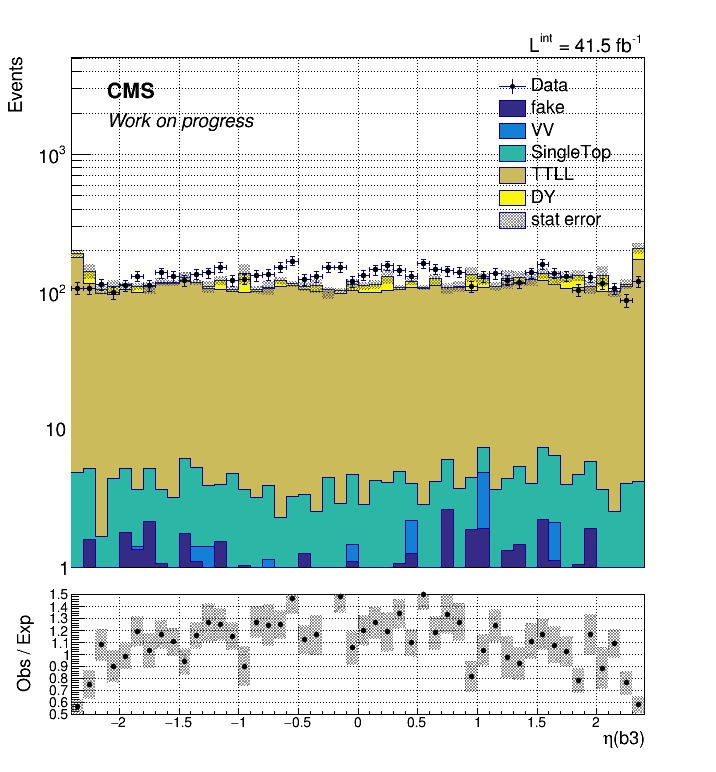 L^int = 41.5 fb^-1
Events
CMS
Work on progress
Data
fake
VV
SingleTop
TTLL
DY
stat error
10^3
10^2
10
1
Obs / Exp
1.5
1.4
1.3
1.2
1.1
1
0.9
0.8
0.7
0.6
0.5
−2 −1.5 −1 −0.5 0 0.5 1 1.5 2
η(b3)